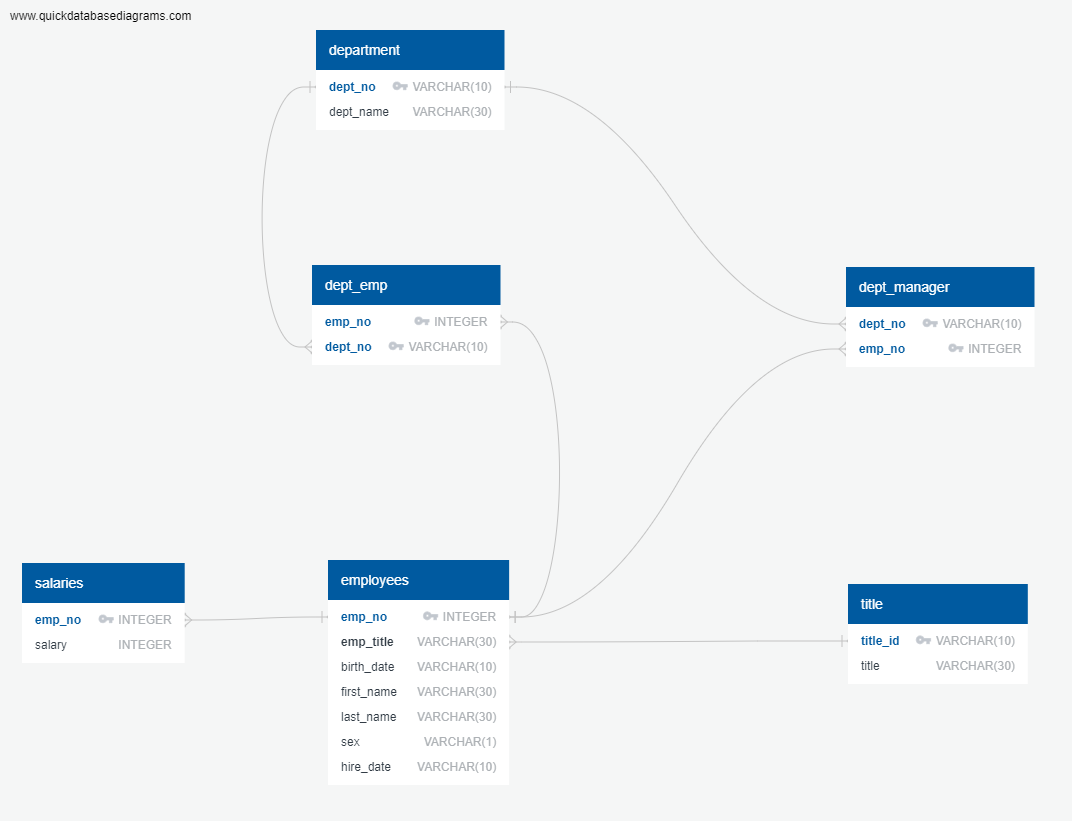 www.quickdatabasediagrams.com
department
dept_no VARCHAR(10)
dept_name VARCHAR(30)
dept_emp
emp_no INTEGER
dept_no VARCHAR(10)
dept_manager
dept_no VARCHAR(10)
emp_no INTEGER
salaries
emp_no INTEGER
salary INTEGER
employees
emp_no INTEGER
emp_title VARCHAR(30)
birth_date VARCHAR(10)
first_name VARCHAR(30)
last_name VARCHAR(30)
sex VARCHAR(1)
hire_date VARCHAR(10)
title
title_id VARCHAR(10)
title VARCHAR(30)